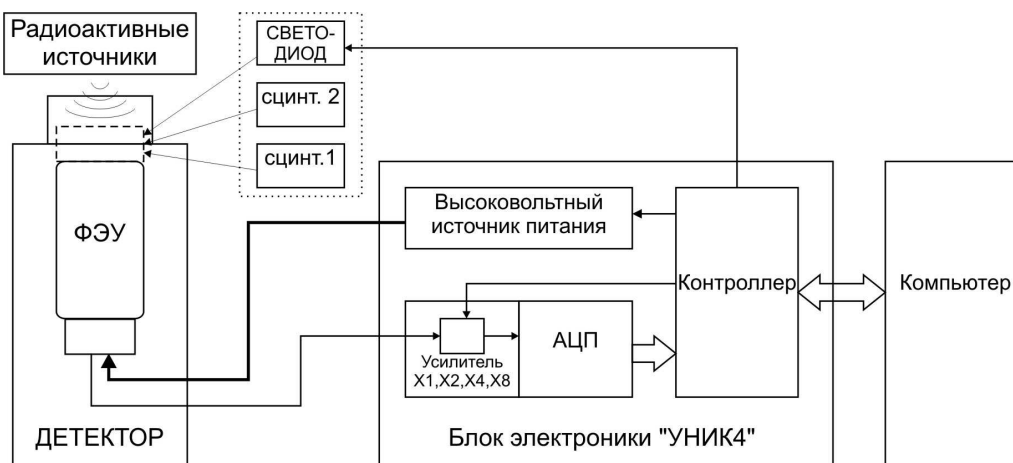 Радиоактивные
источники
СВЕТО-
ДИОД
сцинт. 2
сцинт.1
ФЭУ
ДЕТЕКТОР
Высоковольтный
источник питания
Контроллер
Компьютер
АЦП
Усилитель
X1,X2,X4,X8
Блок электроники "УНИК4"